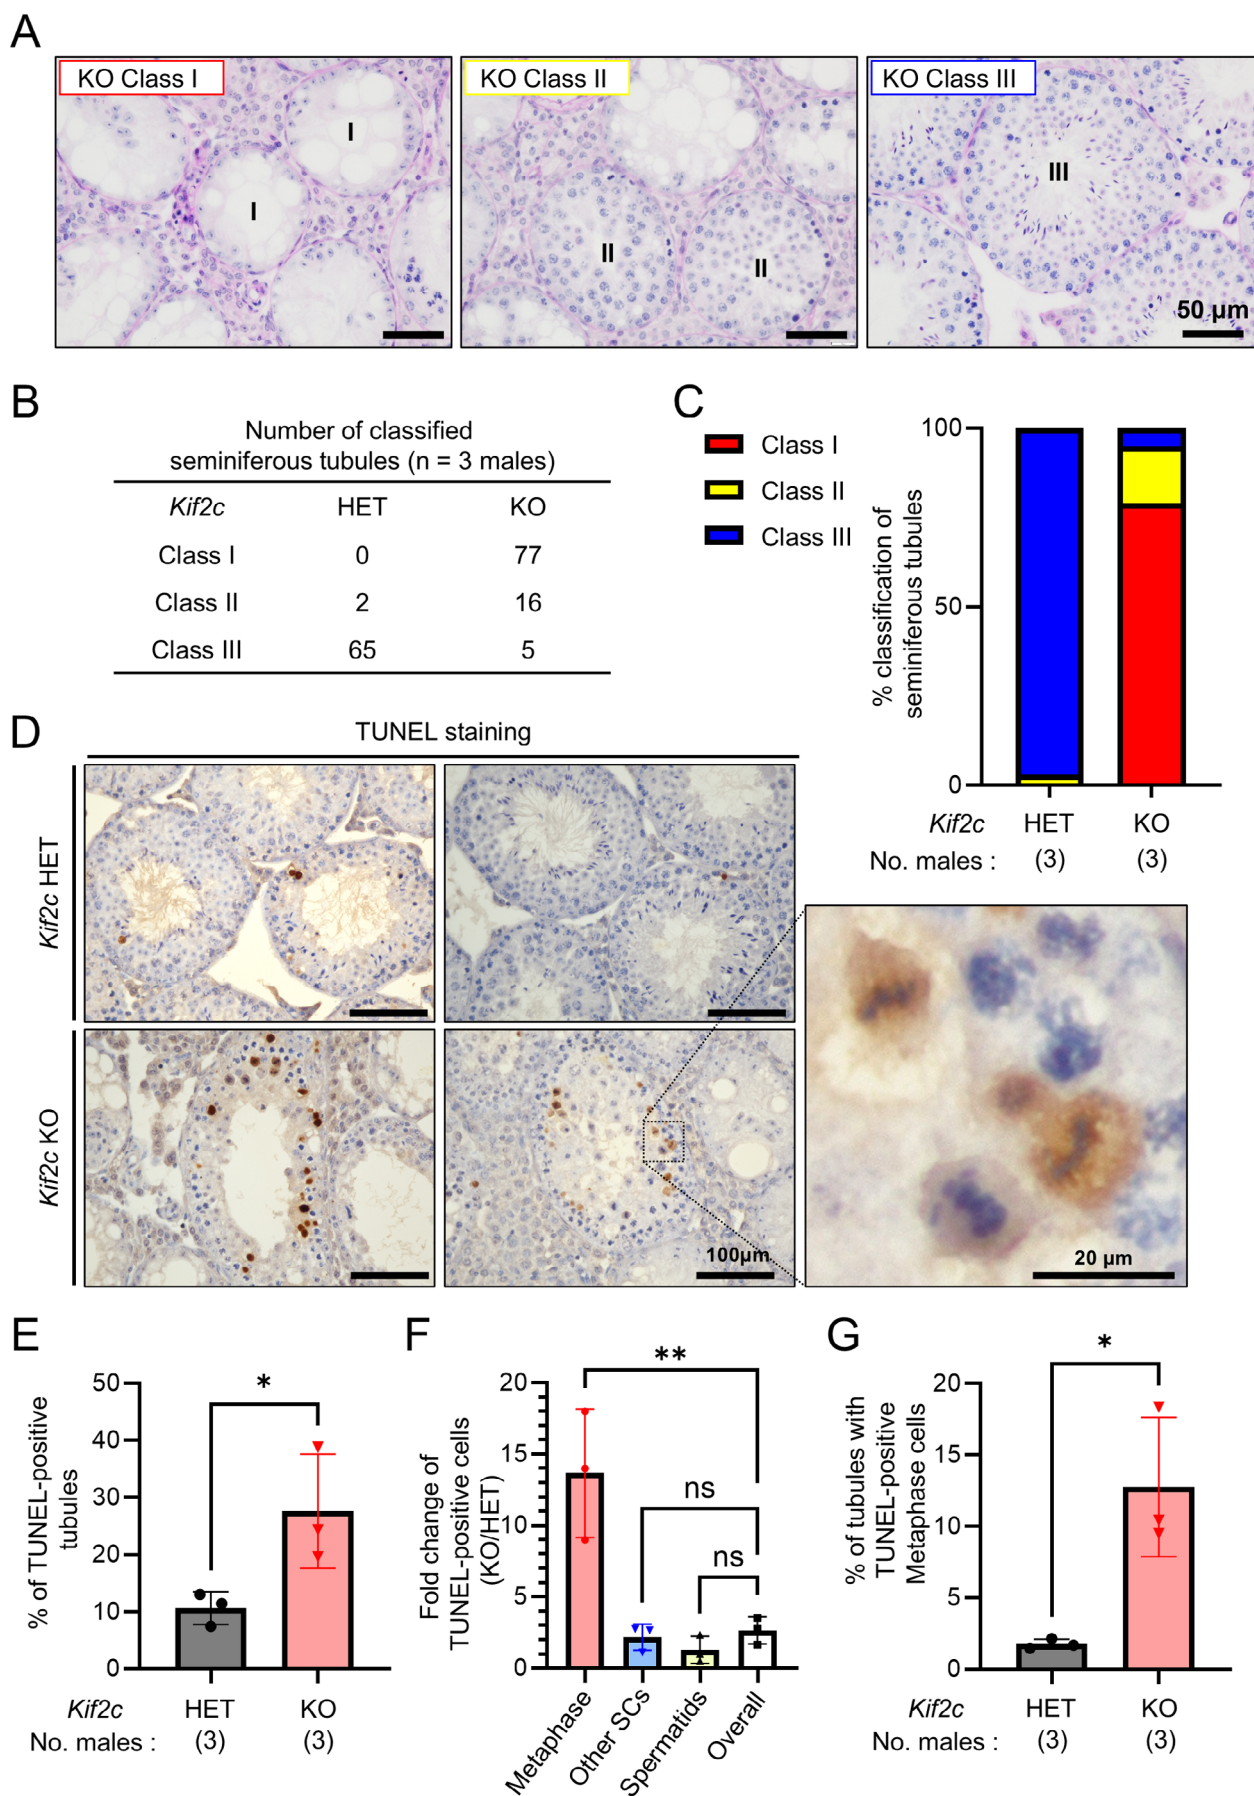 A
KO Class I
KO Class II
KO Class III
I
I
II
II
III
50 µm
B
Number of classified
seminiferous tubules (n = 3 males)
Kif2c HET KO
Class I 0 77
Class II 2 16
Class III 65 5
C
Class I
Class II
Class III
% classification of
seminiferous tubules
100
50
0
Kif2c HET KO
No. males : (3) (3)
D
TUNEL staining
Kif2c HET
Kif2c KO
100µm
20 µm
E
% of TUNEL-positive
tubules
50
40
30
20
10
0
*
Kif2c HET KO
No. males : (3) (3)
F
Fold change of
TUNEL-positive cells
(KO/HET)
20
15
10
5
0
**
ns
ns
Metaphase
Other SCs
Spermatids
Overall
G
% of tubules with
TUNEL-positive
Metaphase cells
20
15
10
5
0
*
Kif2c HET KO
No. males : (3) (3)